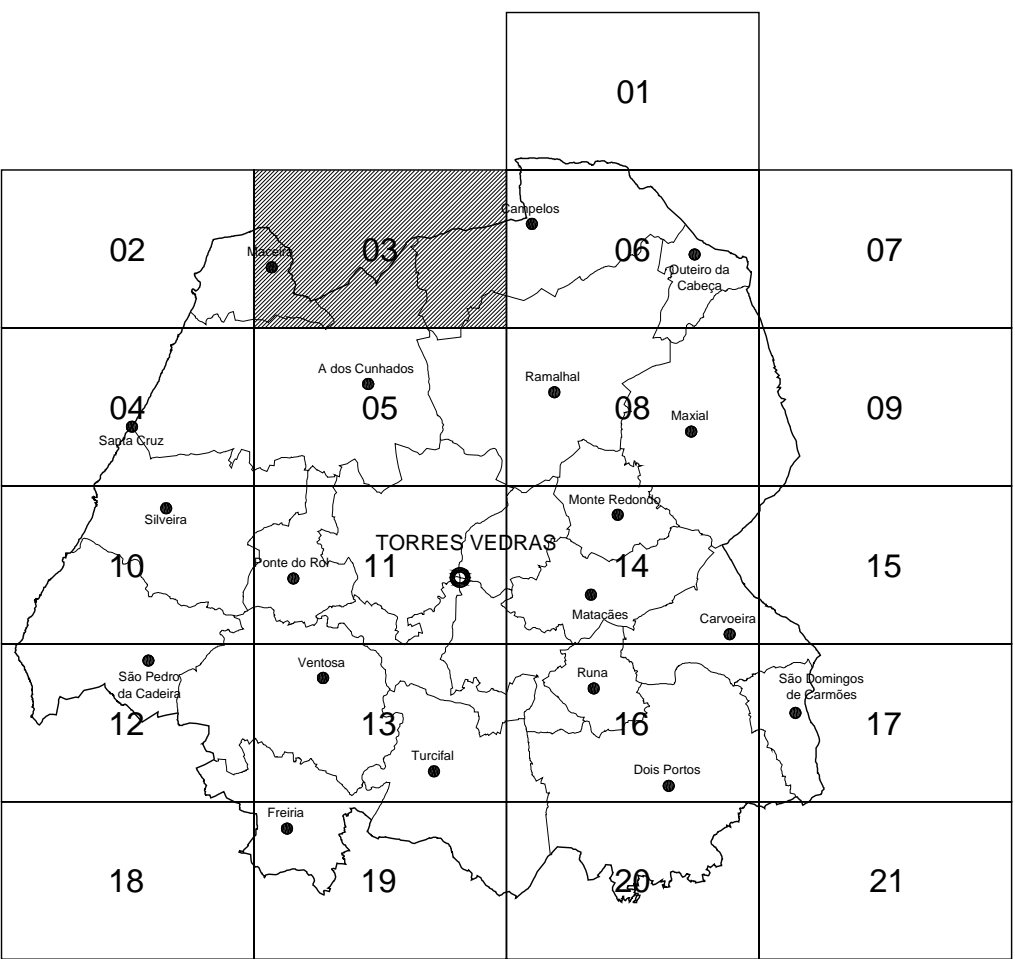 01
Campelos
02
Maceira
03
06
07
Outeiro da
Cabeça
A dos Cunhados
Ramalhal
04
05
08
09
Santa Cruz
Maxial
Silveira
Monte Redondo
TORRES VEDRAS
10
Ponte do Rol
11
14
15
Matacães
Carvoeira
São Pedro
da Cadeira
Ventosa
Runa
São Domingos
de Carmões
12
13
16
17
Turcifal
Dois Portos
Freiria
18
19
20
21